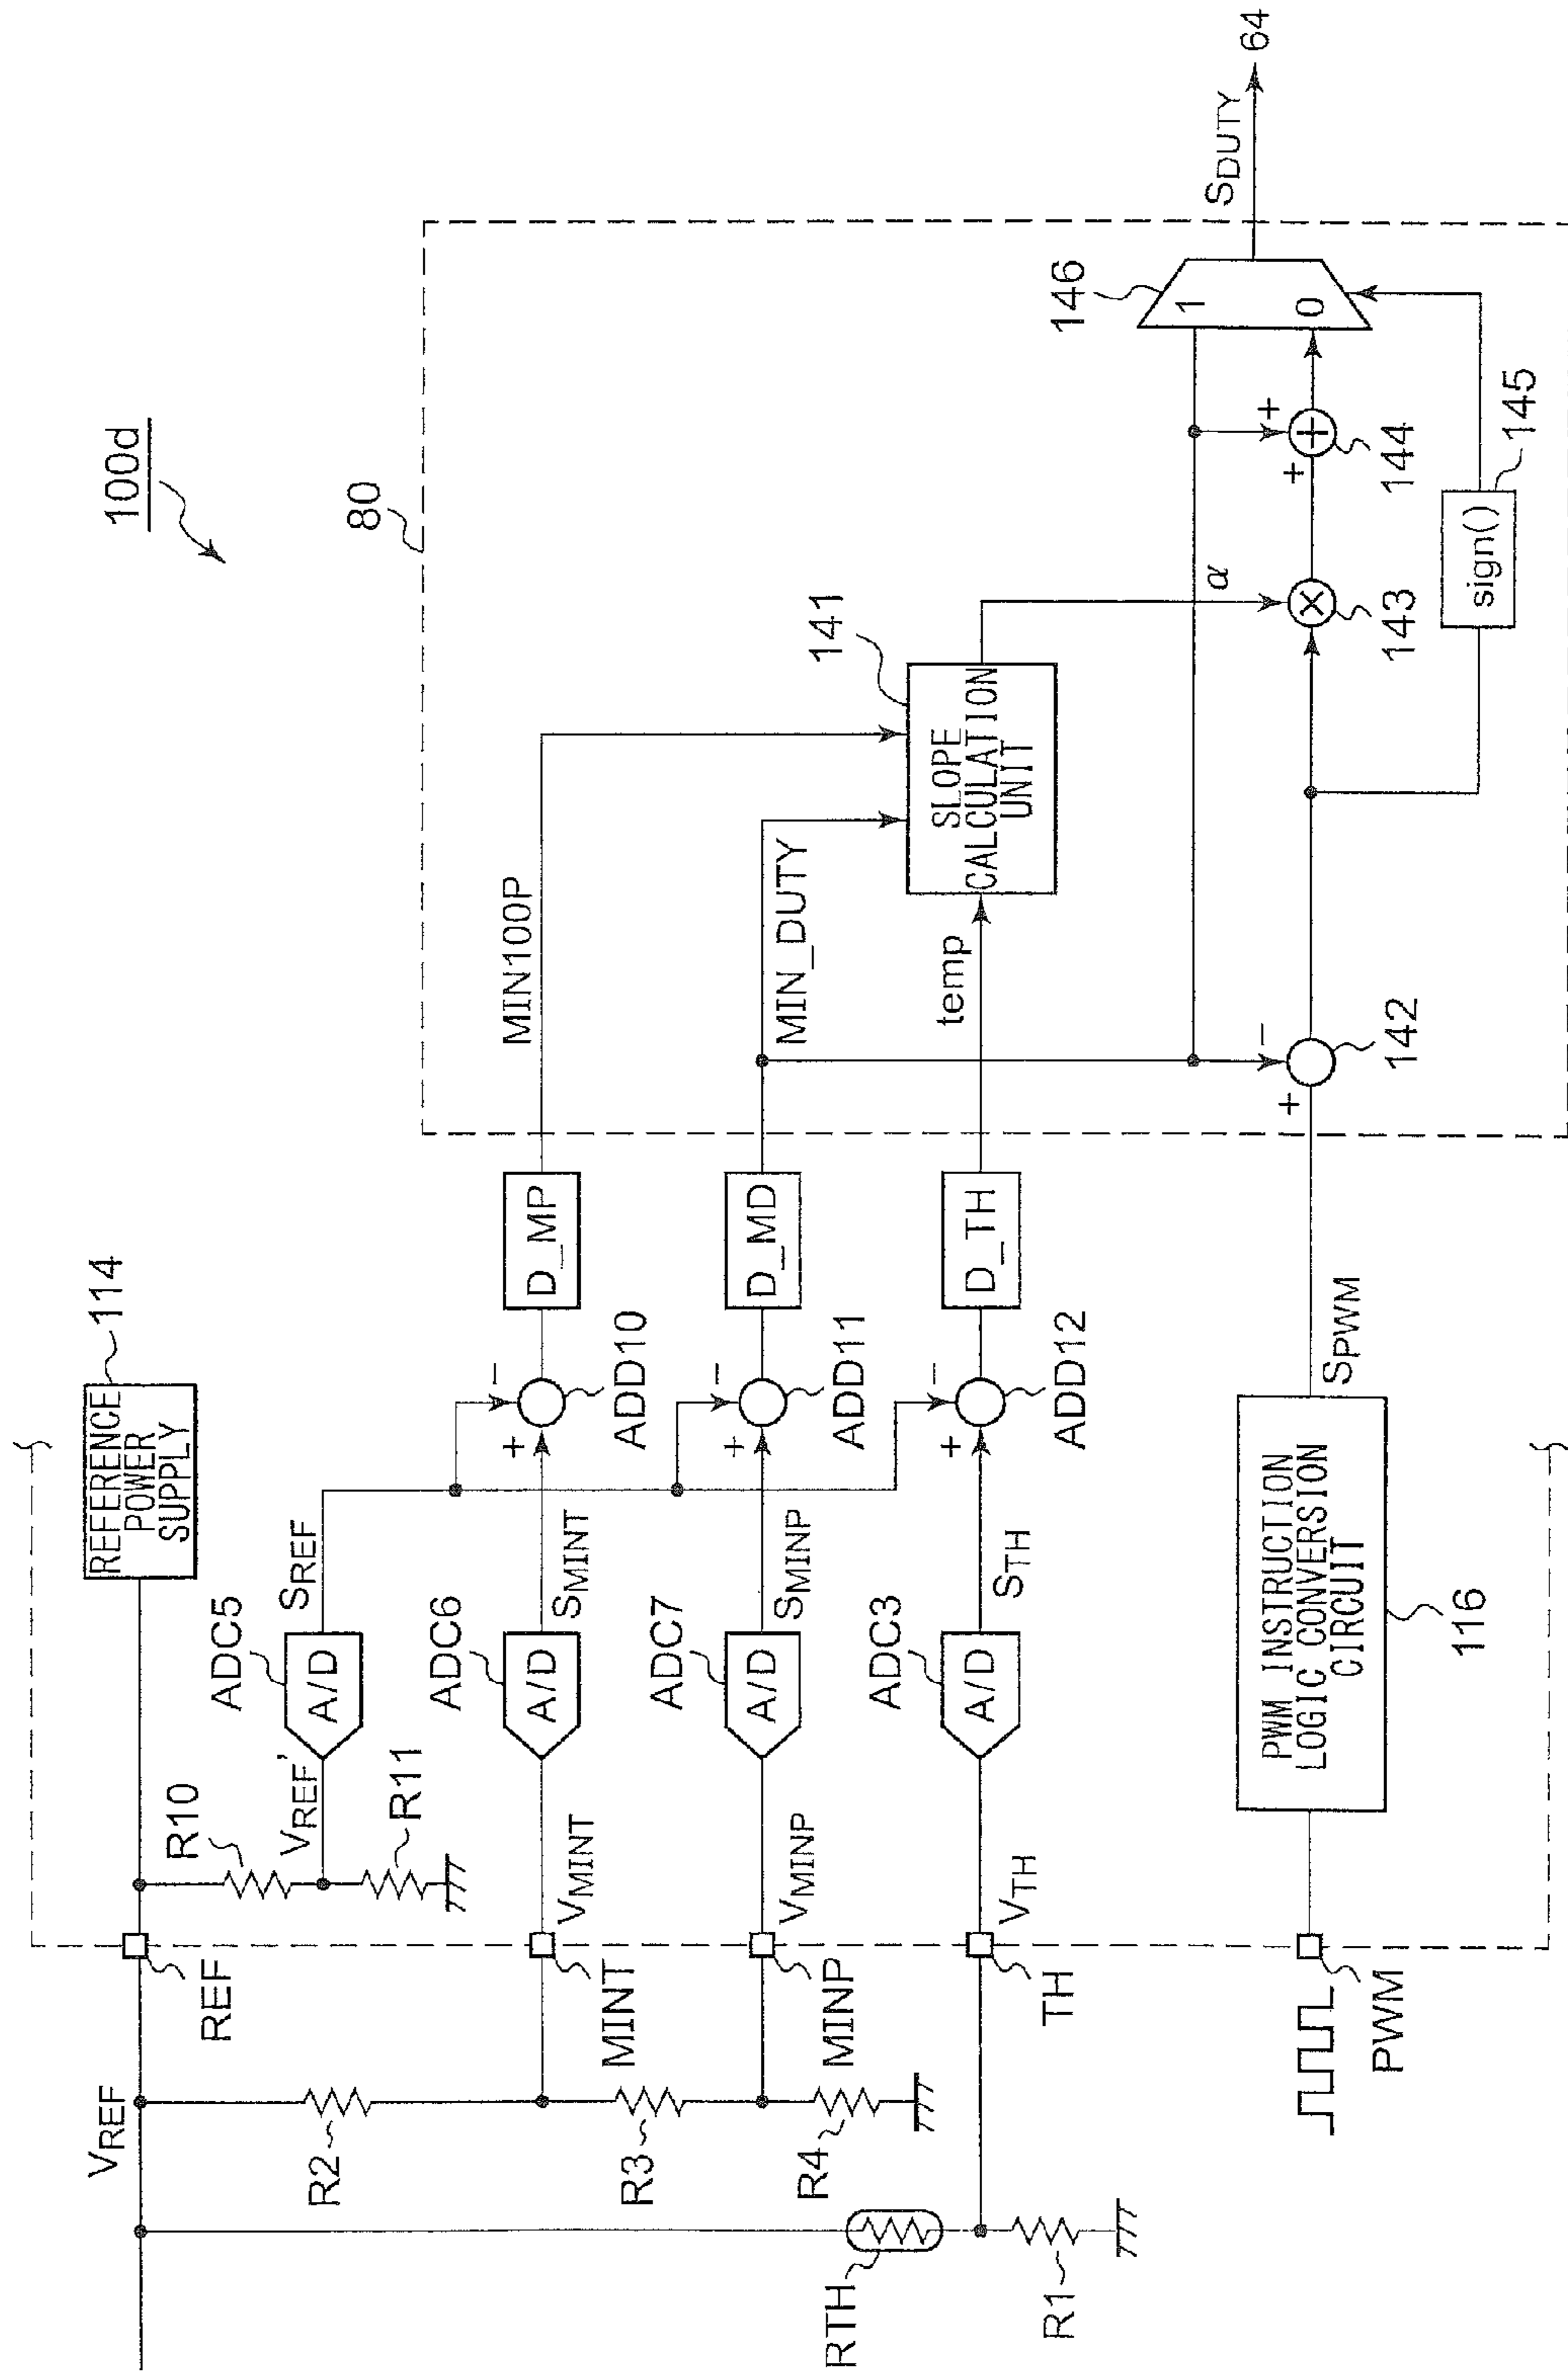 100d
VREF
REF
REFERENCE
POWER
SUPPLY
114
R10
VREF'
R11
ADC5
A/D
SREF
80
R2
MINT
VMINT
ADC6
A/D
SMINT
+
-
ADD10
D_MP
MIN100P
R3
MINP
VMINP
ADC7
A/D
SMINP
+
-
ADD11
D_MD
MIN_DUTY
R4
RTH
R1
TH
VTH
ADC3
A/D
STH
+
-
ADD12
D_TH
temp
141
SLOPE
CALCULATION
UNIT
α
PWM
PWM INSTRUCTION
LOGIC CONVERSION
CIRCUIT
116
SPWM
+
-
142
×
143
+
+
+
144
sign()
145
146
1
0
SDUTY
64